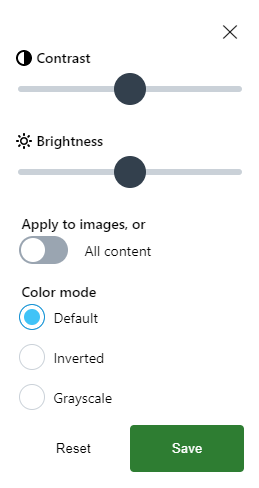 Contrast
Brightness
Apply to images, or
All content
Color mode
Default
Inverted
Grayscale
Reset Save